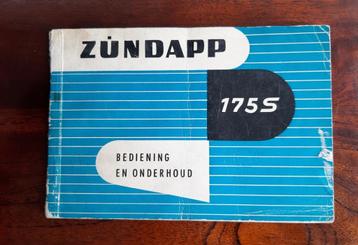 ZÜNDAPP
175S
BEDIENING
EN ONDERHOUD